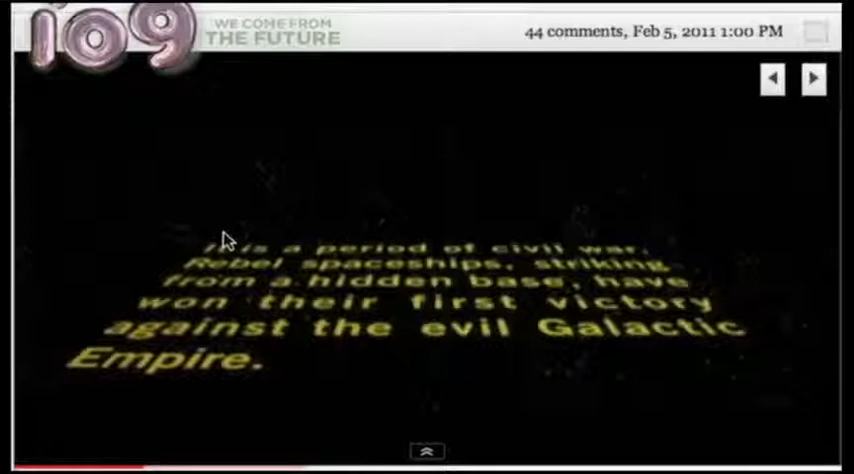 io9
WE COME FROM
THE FUTURE
44 comments, Feb 5, 2011 1:00 PM
It is a period of civil war.
Rebel spaceships, striking
from a hidden base, have
won their first victory
against the evil Galactic
Empire.